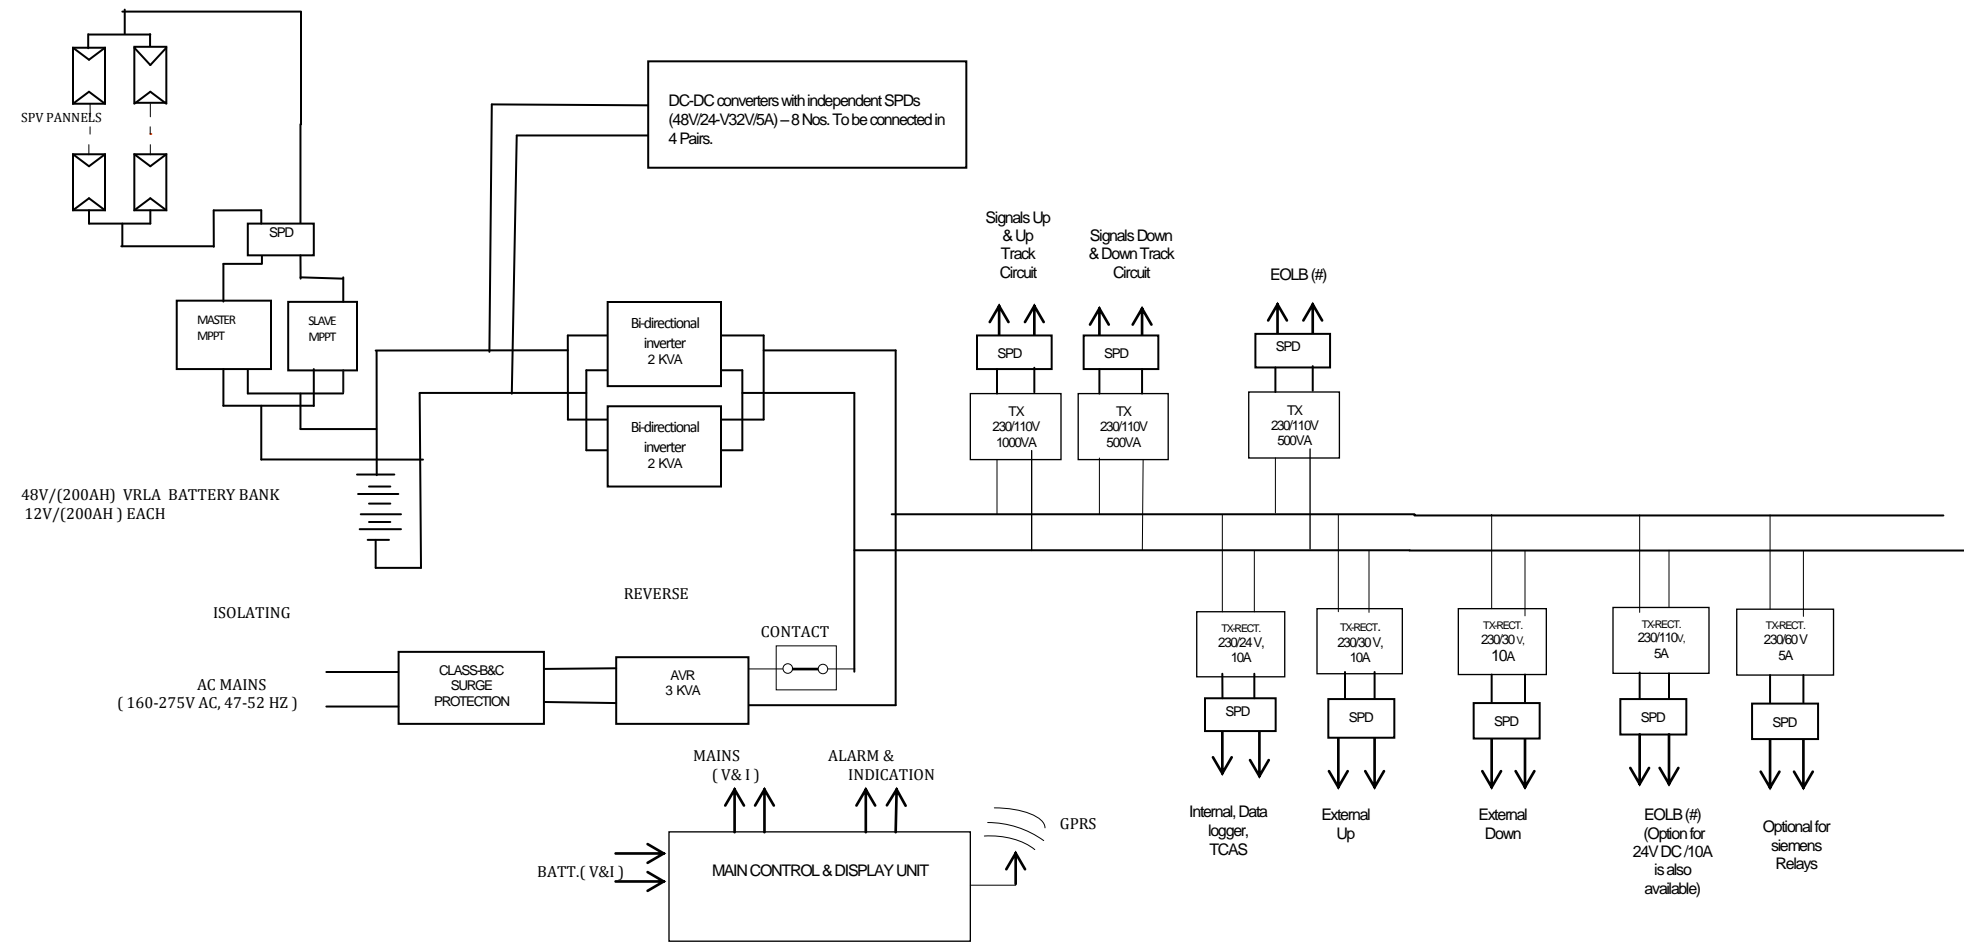 SPV PANNELS
SPD
MASTER
MPPT
SLAVE
MPPT
DC-DC converters with independent SPDs
(48V/24-V32V/5A) – 8 Nos. To be connected in
4 Pairs.
Bi-directional
inverter
2 KVA
Bi-directional
inverter
2 KVA
48V/(200AH) VRLA BATTERY BANK
12V/(200AH ) EACH
Signals Up
& Up
Track
Circuit
SPD
TX
230/110V
1000VA
Signals Down
& Down Track
Circuit
SPD
TX
230/110V
500VA
EOLB (#)
SPD
TX
230/110V
500VA
ISOLATING
REVERSE
CONTACT
AC MAINS
( 160-275V AC, 47-52 HZ )
CLASS-B&C
SURGE
PROTECTION
AVR
3 KVA
TX-RECT.
230/24 V,
10A
SPD
Internal, Data
logger,
TCAS
TX-RECT.
230/30 V,
10A
SPD
External
Up
TX-RECT.
230/30 V,
10A
SPD
External
Down
TX-RECT.
230/110v,
5A
SPD
EOLB (#)
(Option for
24V DC /10A
is also
available)
TX-RECT.
230/60 V
5A
SPD
Optional for
siemens
Relays
MAINS
( V& I )
ALARM &
INDICATION
GPRS
BATT.( V&I )
MAIN CONTROL & DISPLAY UNIT